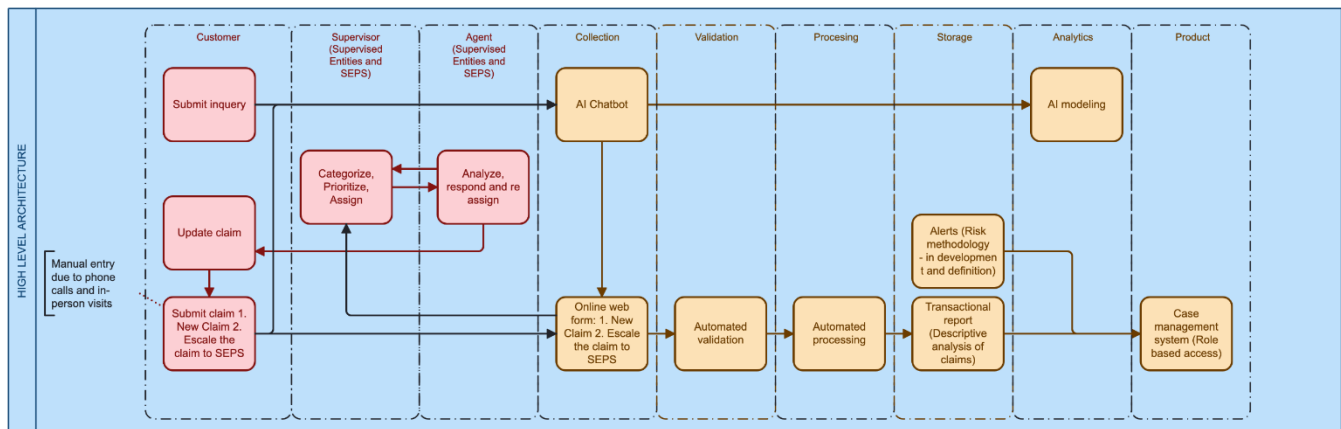 HIGH LEVEL ARCHITECTURE
Customer
Supervisor
(Supervised
Entities and
SEPS)
Agent
(Supervised
Entities and
SEPS)
Collection
Validation
Procesing
Storage
Analytics
Product
Submit inquery
AI Chatbot
AI modeling
Categorize,
Prioritize,
Assign
Analyze,
respond and re
assign
Update claim
Alerts (Risk
methodology
- in developmen
t and definition)
Manual entry
due to phone
calls and in-
person visits
Submit claim 1.
New Claim 2.
Escale the
claim to SEPS
Online web
form: 1. New
Claim 2. Escale
the claim to
SEPS
Automated
validation
Automated
processing
Transactional
report
(Descriptive
analysis of
claims)
Case
management
system (Role
based access)